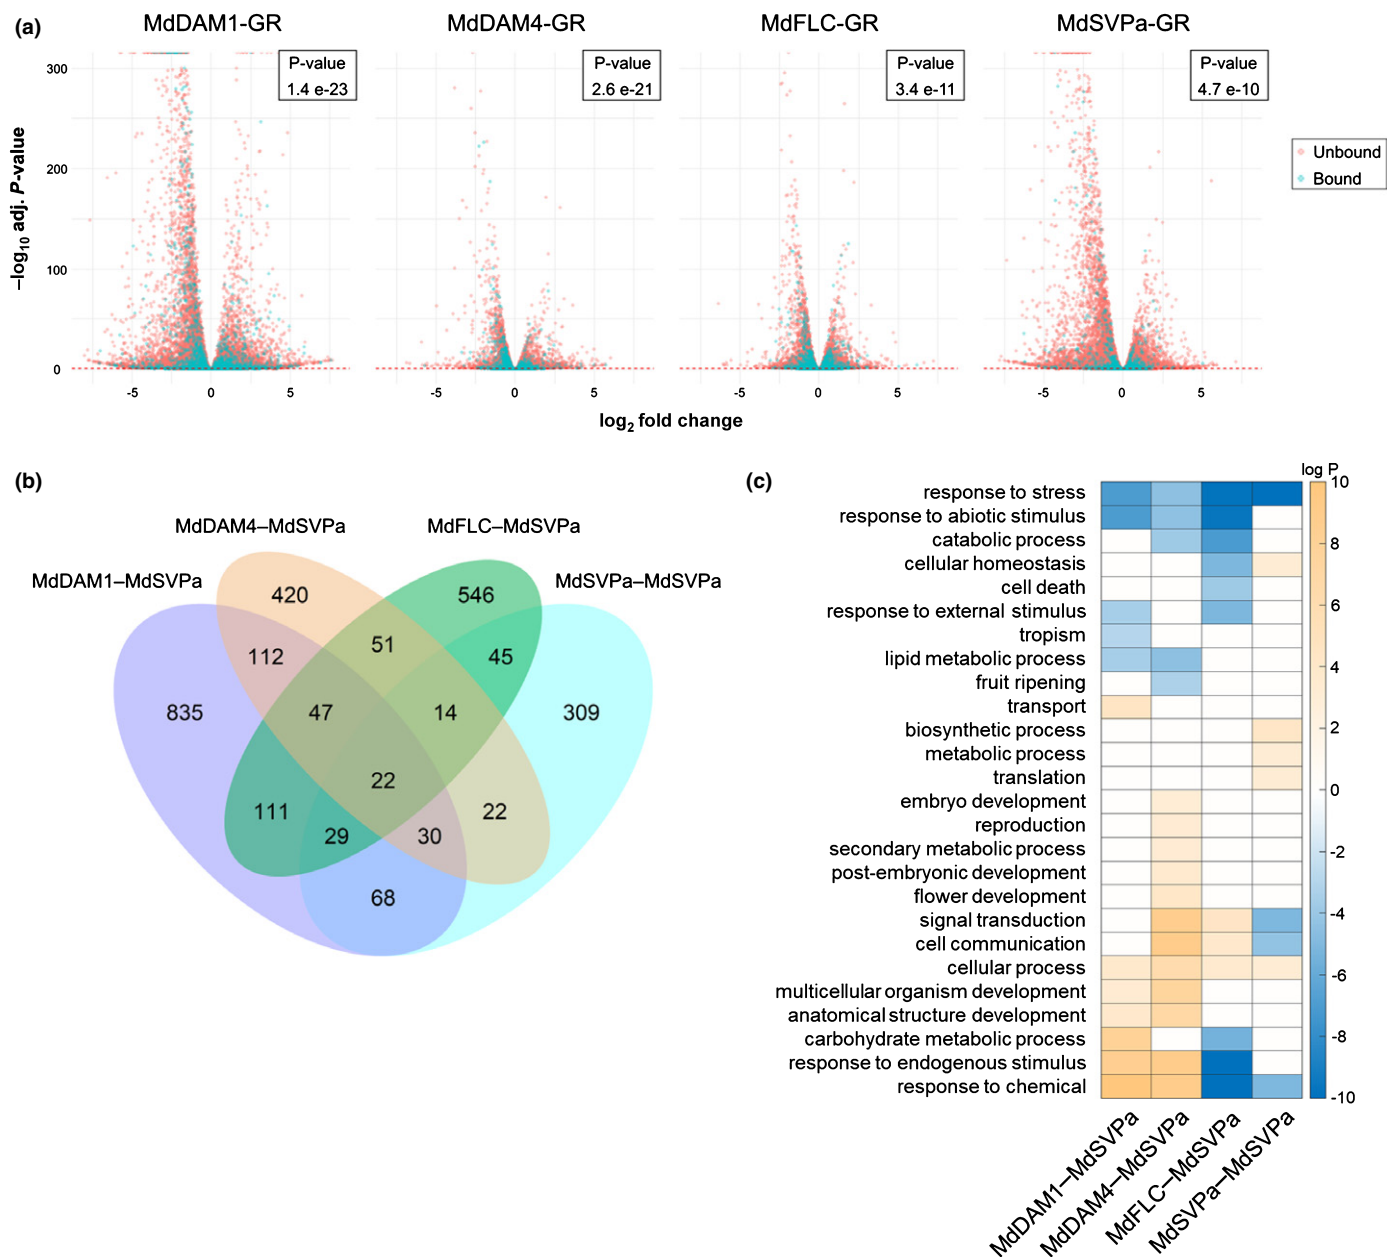 (a)
MdDAM1-GR
MdDAM4-GR
MdFLC-GR
MdSVPa-GR
P-value
1.4 e-23
P-value
2.6 e-21
P-value
3.4 e-11
P-value
4.7 e-10
300
200
100
0
−log10 adj. P-value
-5 0 5
-5 0 5
-5 0 5
-5 0 5
log2 fold change
Unbound
Bound
(b)
MdDAM4–MdSVPa
MdFLC–MdSVPa
MdDAM1–MdSVPa
MdSVPa–MdSVPa
420
546
112
51
45
835
47
14
309
22
111
29
30
22
68
(c)
log P
response to stress
response to abiotic stimulus
catabolic process
cellular homeostasis
cell death
response to external stimulus
tropism
lipid metabolic process
fruit ripening
transport
biosynthetic process
metabolic process
translation
embryo development
reproduction
secondary metabolic process
post-embryonic development
flower development
signal transduction
cell communication
cellular process
multicellular organism development
anatomical structure development
carbohydrate metabolic process
response to endogenous stimulus
response to chemical
10
8
6
4
2
0
-2
-4
-6
-8
-10
MdDAM1–MdSVPa
MdDAM4–MdSVPa
MdFLC–MdSVPa
MdSVPa–MdSVPa